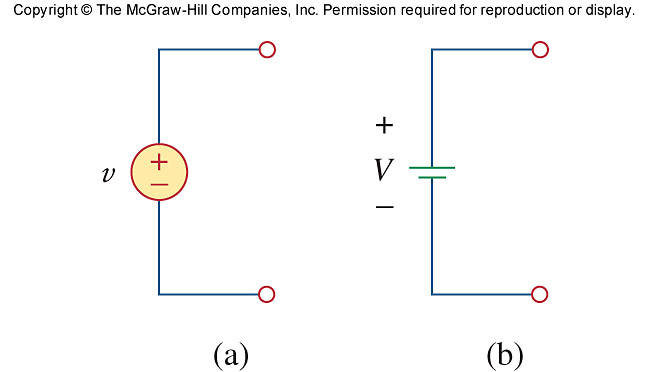 Copyright © The McGraw-Hill Companies, Inc. Permission required for reproduction or display.
+
v + V
−
−
(a) (b)